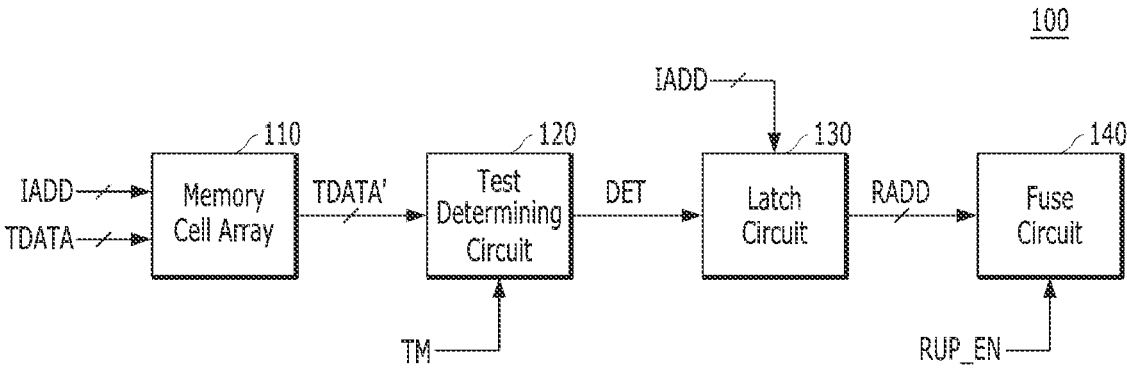 100
IADD
110
120
130
140
IADD
TDATA
Memory
Cell Array
TDATA'
Test
Determining
Circuit
DET
Latch
Circuit
RADD
Fuse
Circuit
TM
RUP_EN